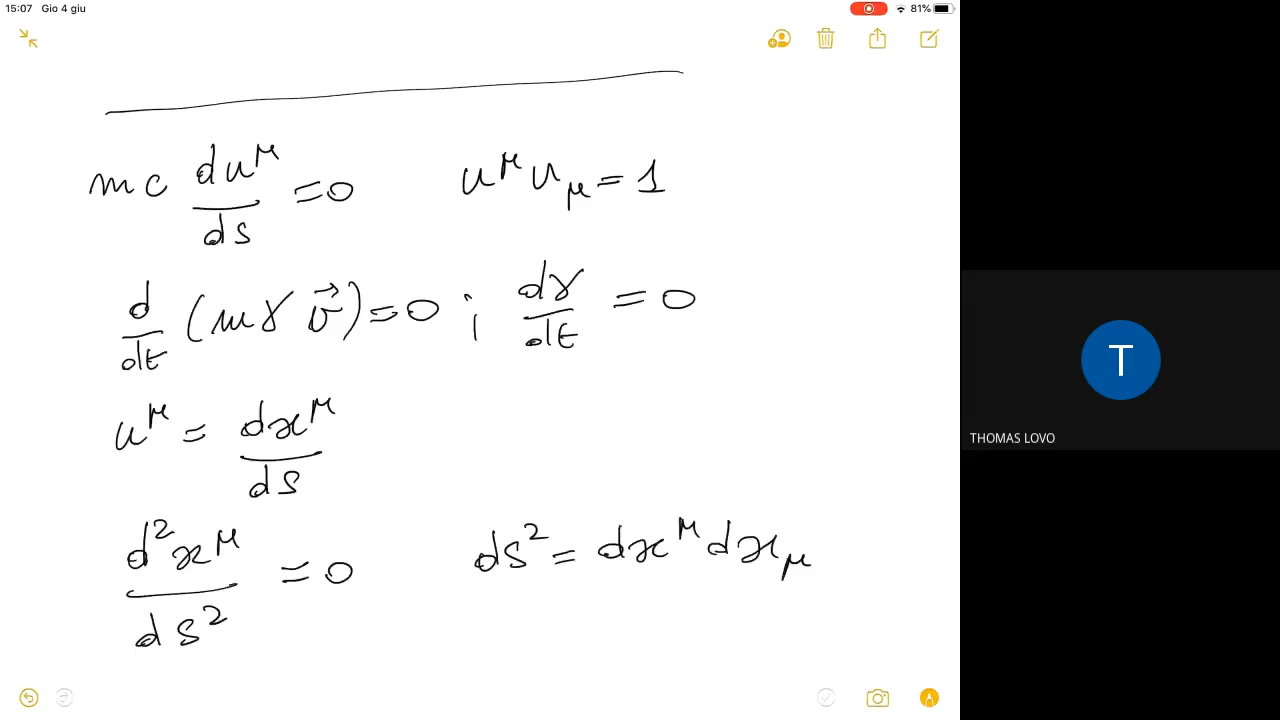 15:07 Gio 4 giu 81%
mc du^μ/ds = 0 u^μ u_μ = 1
d/dt (mγ v⃗) = 0 ; dγ/dt = 0
u^μ = dx^μ/ds
d²x^μ/ds² = 0 ds² = dx^μ dx_μ
T
THOMAS LOVO